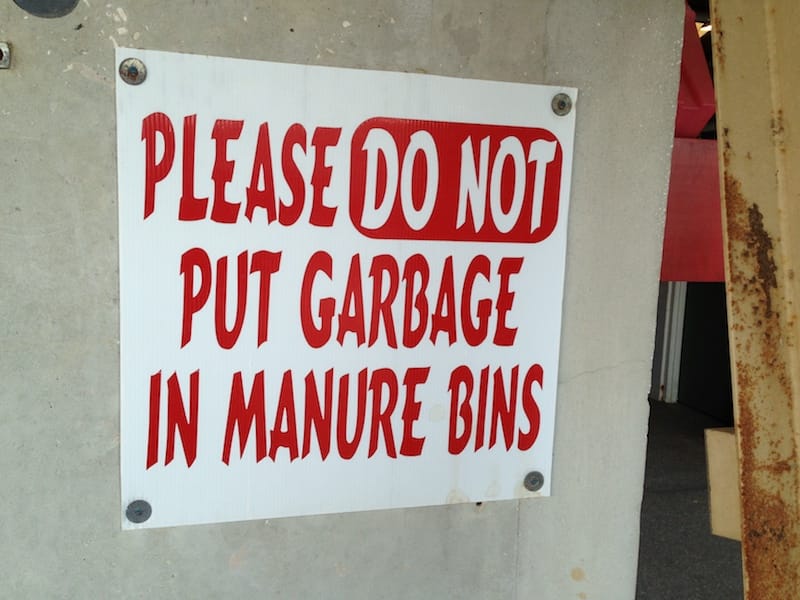 PLEASE DO NOT
PUT GARBAGE
IN MANURE BINS